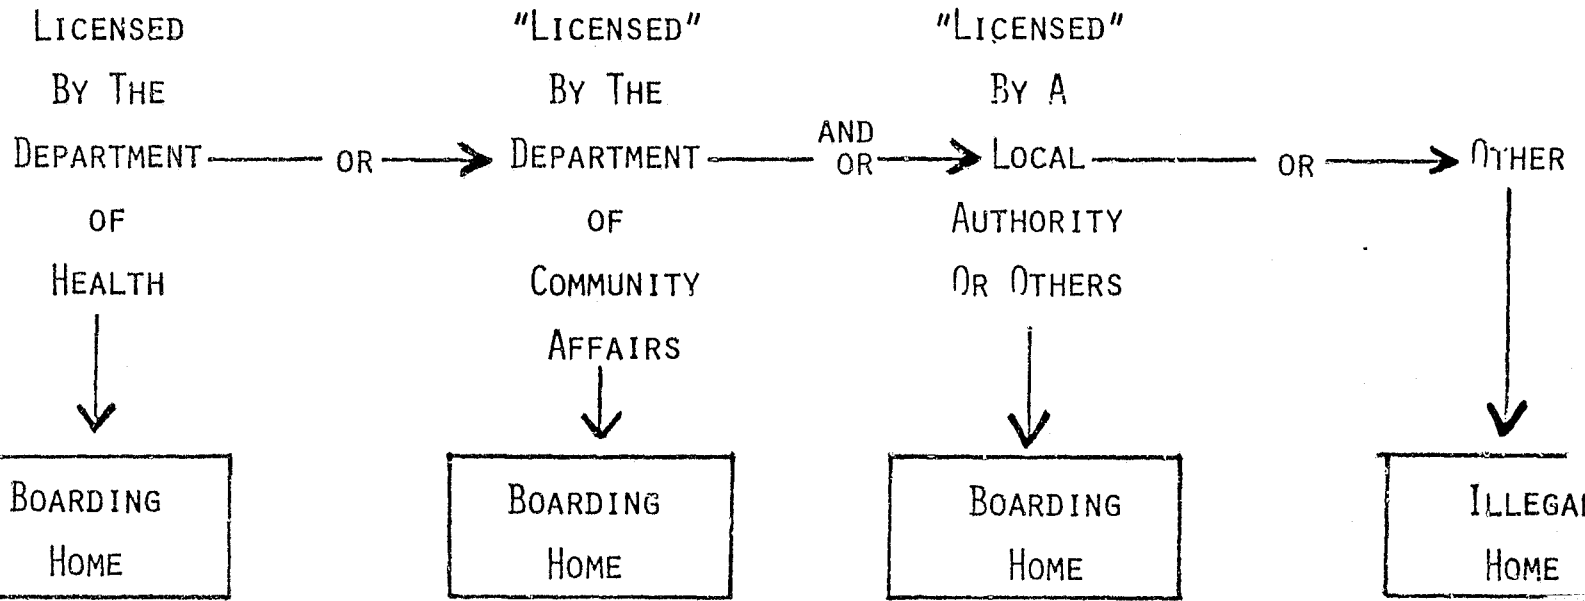 LICENSED
BY THE
DEPARTMENT
OF
HEALTH
OR
"LICENSED"
BY THE
DEPARTMENT
OF
COMMUNITY
AFFAIRS
AND
OR
"LICENSED"
BY A
LOCAL
AUTHORITY
OR OTHERS
OR
OTHER
BOARDING
HOME
BOARDING
HOME
BOARDING
HOME
ILLEGAL
HOME